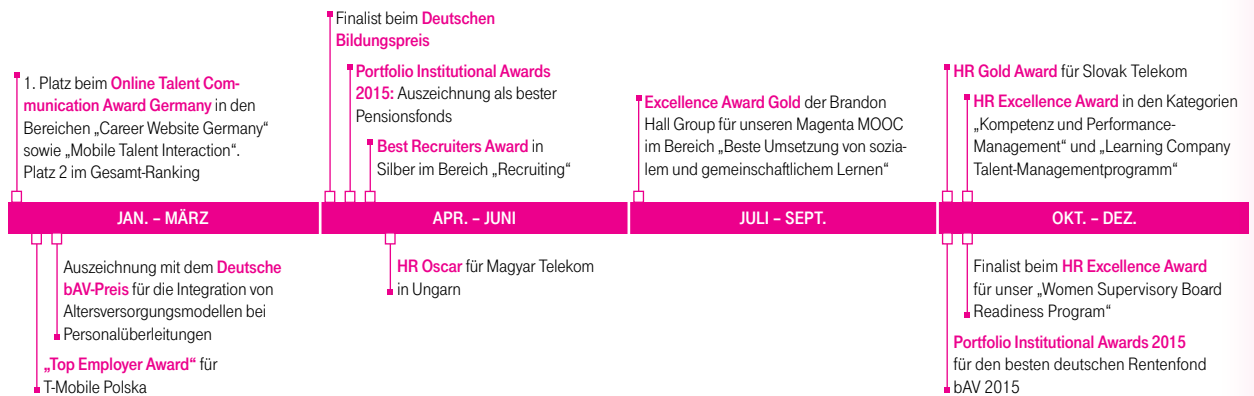 1. Platz beim Online Talent Com-
munication Award Germany in den
Bereichen „Career Website Germany“
sowie „Mobile Talent Interaction“.
Platz 2 im Gesamt-Ranking
Finalist beim Deutschen
Bildungspreis
Portfolio Institutional Awards
2015: Auszeichnung als bester
Pensionsfonds
Best Recruiters Award in
Silber im Bereich „Recruiting“
Excellence Award Gold der Brandon
Hall Group für unseren Magenta MOOC
im Bereich „Beste Umsetzung von sozia-
lem und gemeinschaftlichem Lernen“
HR Gold Award für Slovak Telekom
HR Excellence Award in den Kategorien
„Kompetenz und Performance-
Management“ und „Learning Company
Talent-Managementprogramm“
JAN. – MÄRZ
APR. – JUNI
JULI – SEPT.
OKT. – DEZ.
Auszeichnung mit dem Deutsche
bAV-Preis für die Integration von
Altersversorgungsmodellen bei
Personalüberleitungen
„Top Employer Award“ für
T-Mobile Polska
HR Oscar für Magyar Telekom
in Ungarn
Finalist beim HR Excellence Award
für unser „Women Supervisory Board
Readiness Program“
Portfolio Institutional Awards 2015
für den besten deutschen Rentenfond
bAV 2015